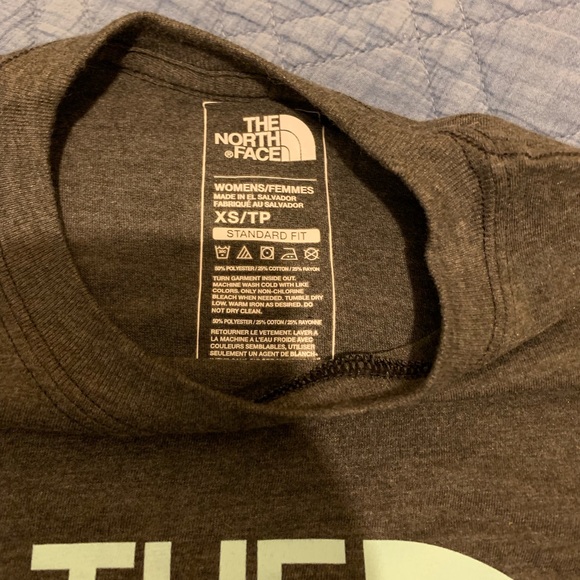 THE
NORTH
®FACE
WOMENS/FEMMES
MADE IN EL SALVADOR
FABRIQUÉ AU SALVADOR
XS/TP
STANDARD FIT
50% POLYESTER / 25% COTTON / 25% RAYON
TURN GARMENT INSIDE OUT.
MACHINE WASH COLD WITH LIKE
COLORS. ONLY NON-CHLORINE
BLEACH WHEN NEEDED. TUMBLE DRY
LOW. WARM IRON AS DESIRED. DO
NOT DRY CLEAN.
50% POLYESTER / 25% COTON / 25% RAYONNE
RETOURNER LE VETEMENT. LAVER A
LA MACHINE A L'EAU FROIDE AVEC
COULEURS SEMBLABLES, UTILISER
SEULEMENT UN AGENT DE BLANCH-
THE